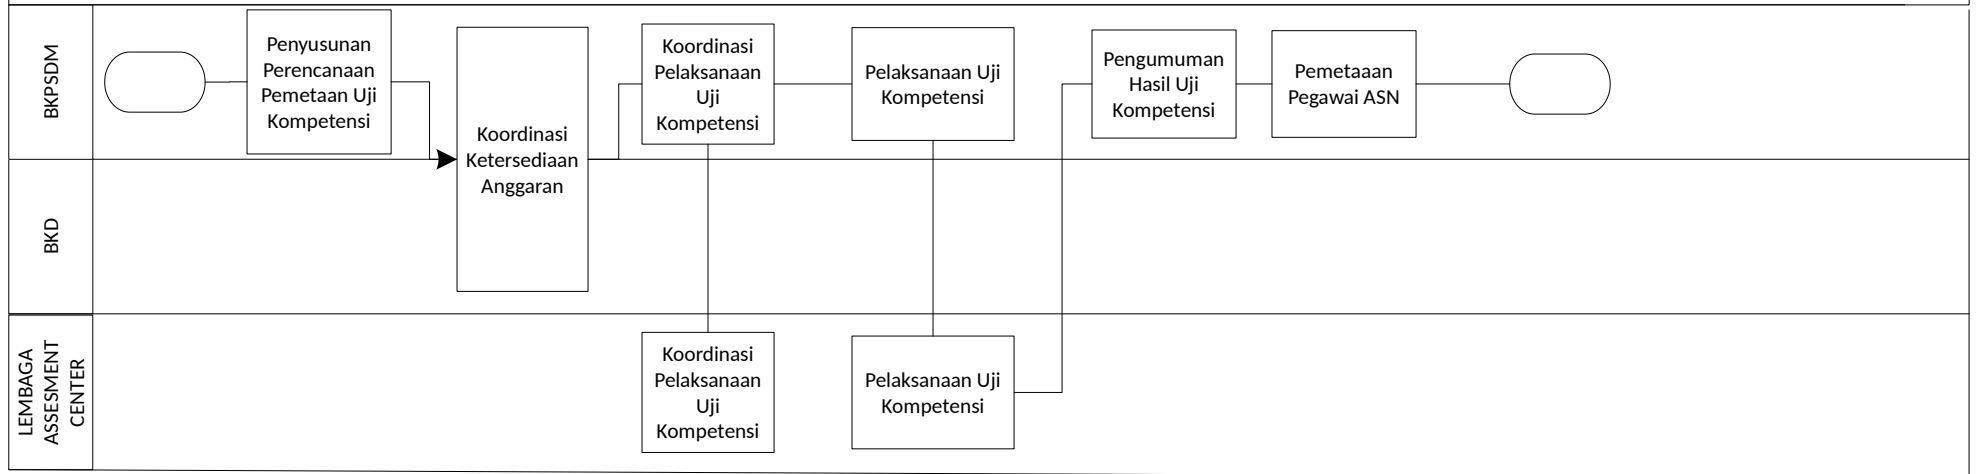 BKPSDM
Penyusunan
Perencanaan
Pemetaan Uji
Kompetensi
Koordinasi
Ketersediaan
Anggaran
Koordinasi
Pelaksanaan
Uji
Kompetensi
Pelaksanaan Uji
Kompetensi
Pengumuman
Hasil Uji
Kompetensi
Pemetaaan
Pegawai ASN
BKD
LEMBAGA
ASSESMENT
CENTER
Koordinasi
Pelaksanaan
Uji
Kompetensi
Pelaksanaan Uji
Kompetensi